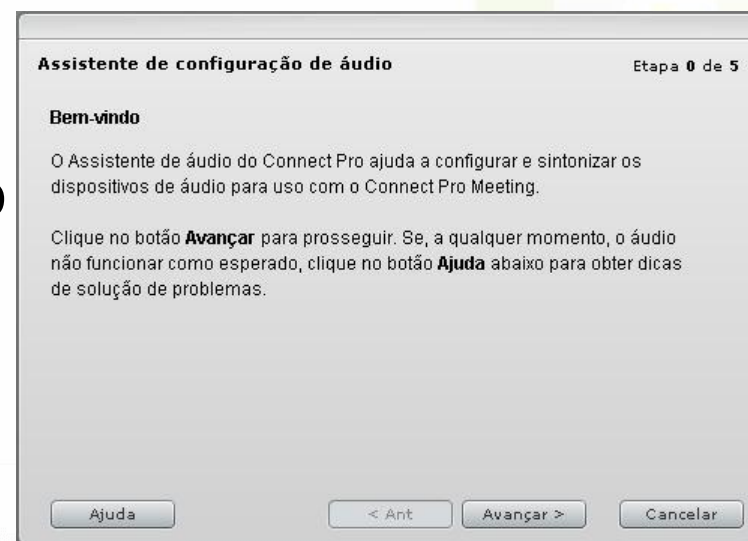 Assistente de configuração de áudio
Etapa 0 de 5
Bem-vindo
O Assistente de áudio do Connect Pro ajuda a configurar e sintonizar os
dispositivos de áudio para uso com o Connect Pro Meeting.
Clique no botão Avançar para prosseguir. Se, a qualquer momento, o áudio
não funcionar como esperado, clique no botão Ajuda abaixo para obter dicas
de solução de problemas.
Ajuda
< Ant
Avançar >
Cancelar